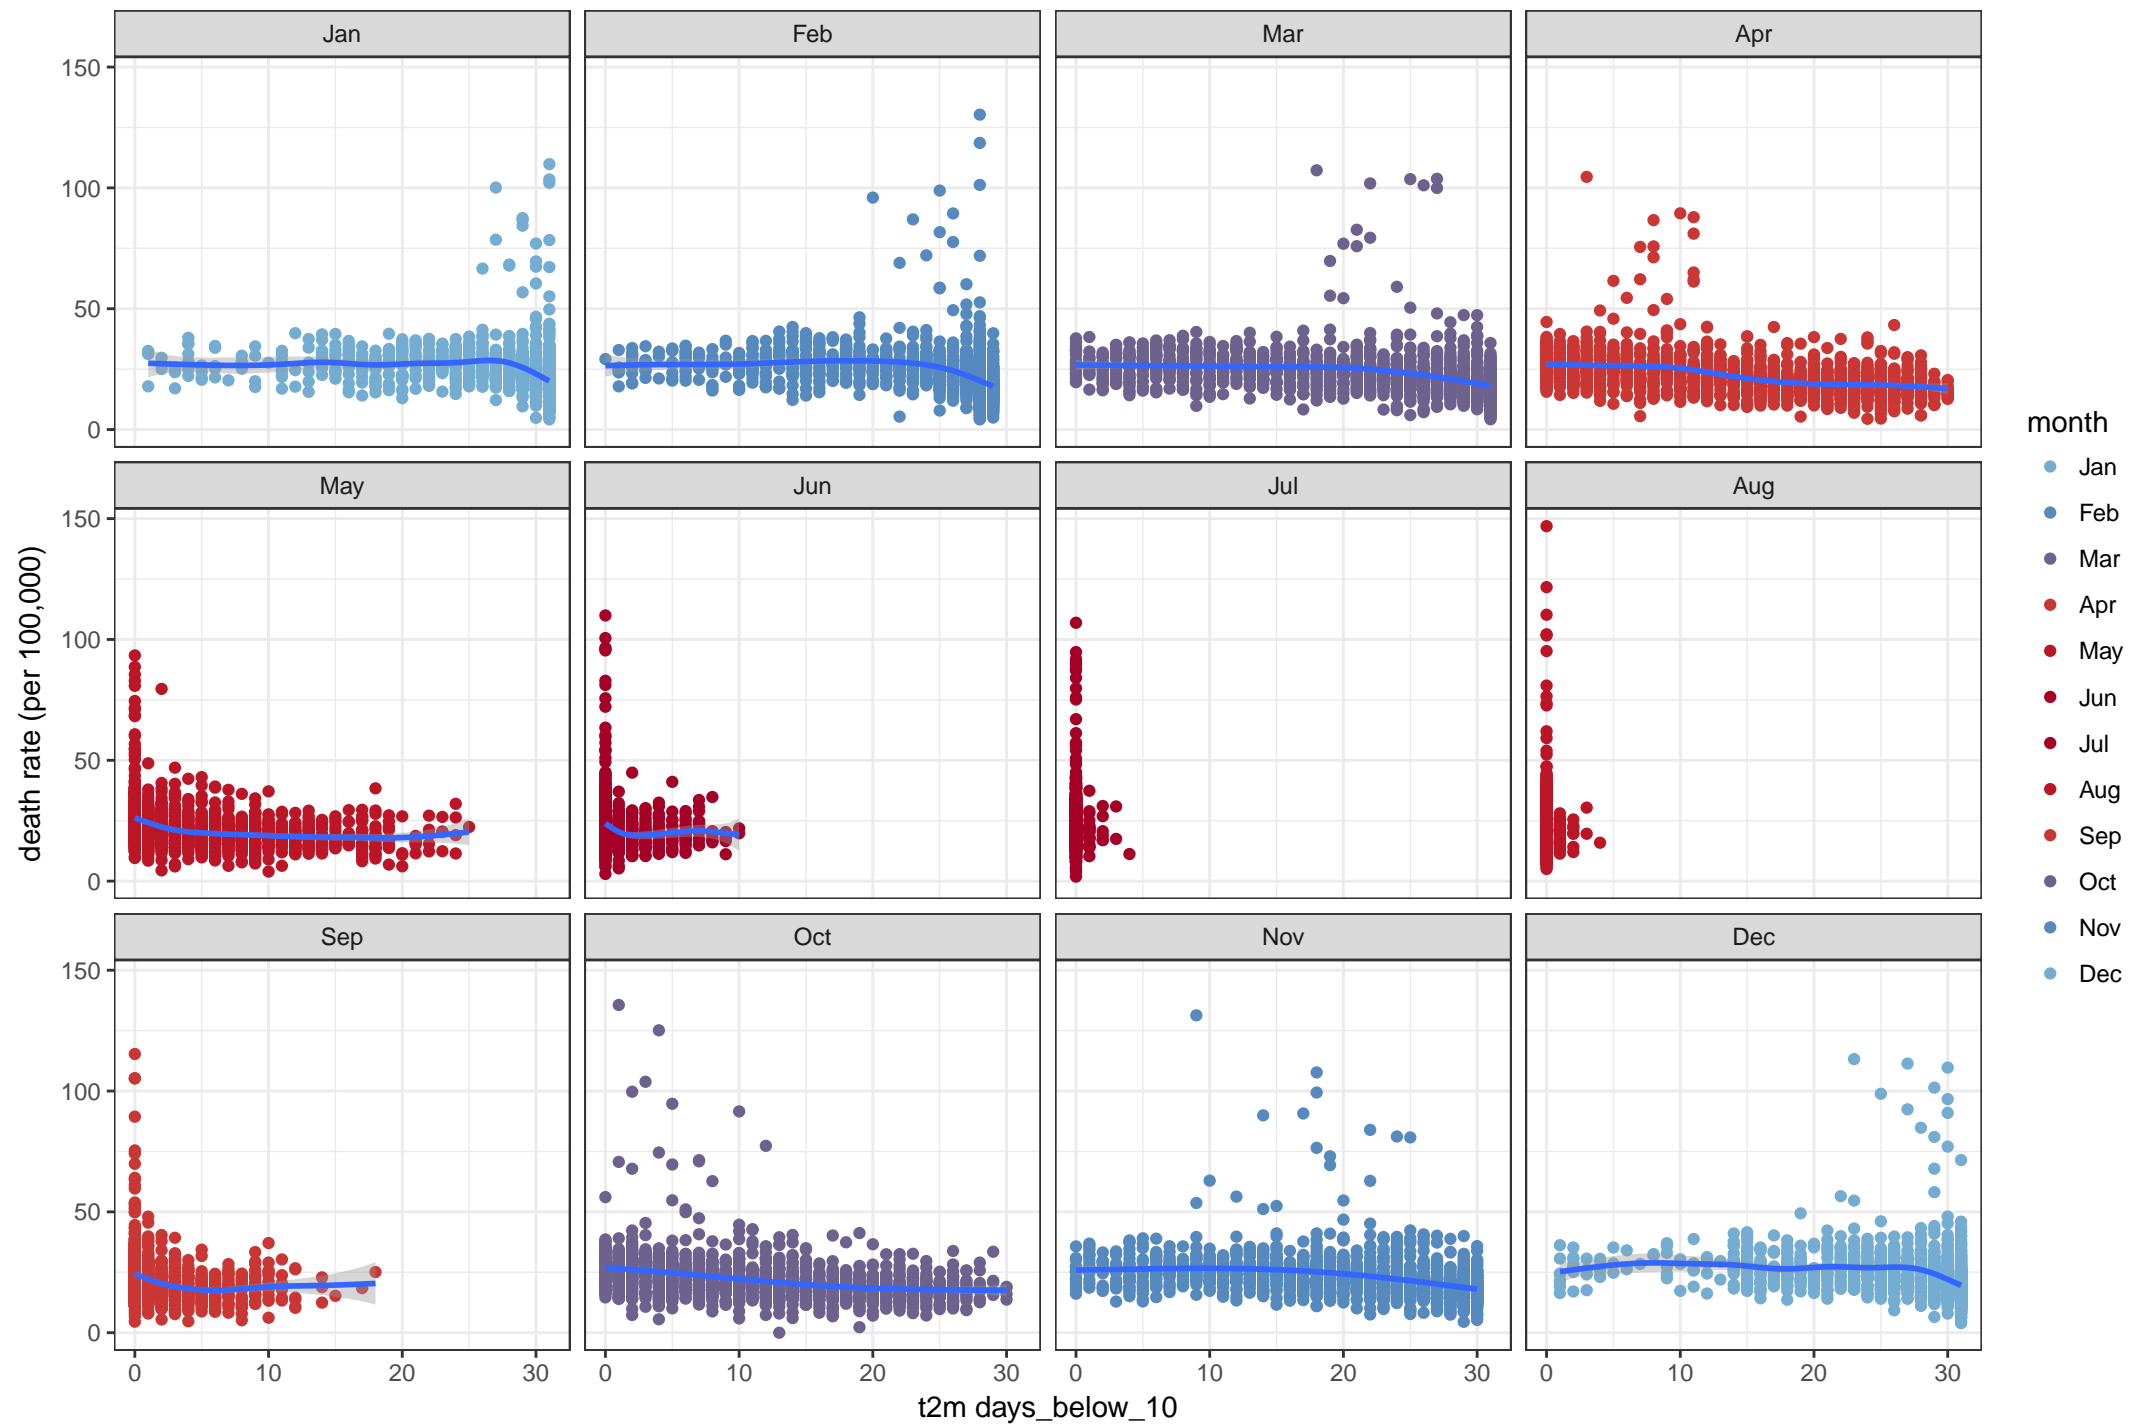 Jan Feb Mar Apr
150
100
50
0
May Jun Jul Aug
150
100
50
0
Sep Oct Nov Dec
150
100
50
0
0 10 20 30 0 10 20 30 0 10 20 30 0 10 20 30
t2m days_below_10
death rate (per 100,000)
month
Jan
Feb
Mar
Apr
May
Jun
Jul
Aug
Sep
Oct
Nov
Dec